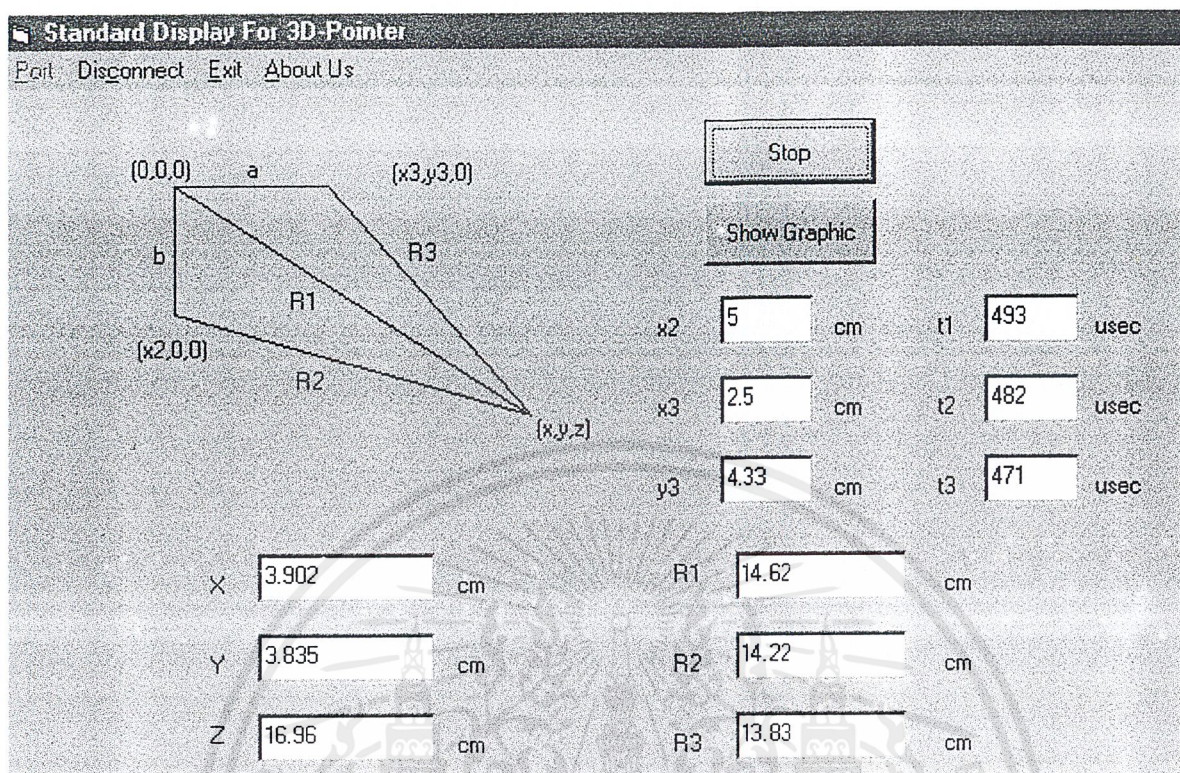 Standard Display For 3D-Pointer
Port Disconnect Exit About Us
(0,0,0) a (x3,y3,0)
Stop
b R3
Show Graphic
R1
x2 5 cm t1 493 usec
(x2,0,0)
R2
x3 2.5 cm t2 482 usec
(x,y,z)
y3 4.33 cm t3 471 usec
X 3.902 cm R1 14.62 cm
Y 3.835 cm R2 14.22 cm
Z 16.96 cm R3 13.83 cm